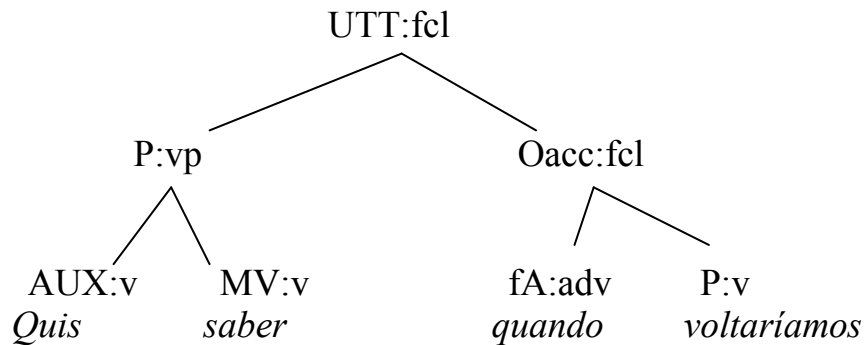 UTT:fcl
P:vp Oacc:fcl
AUX:v MV:v fA:adv P:v
Quis saber quando voltaríamos